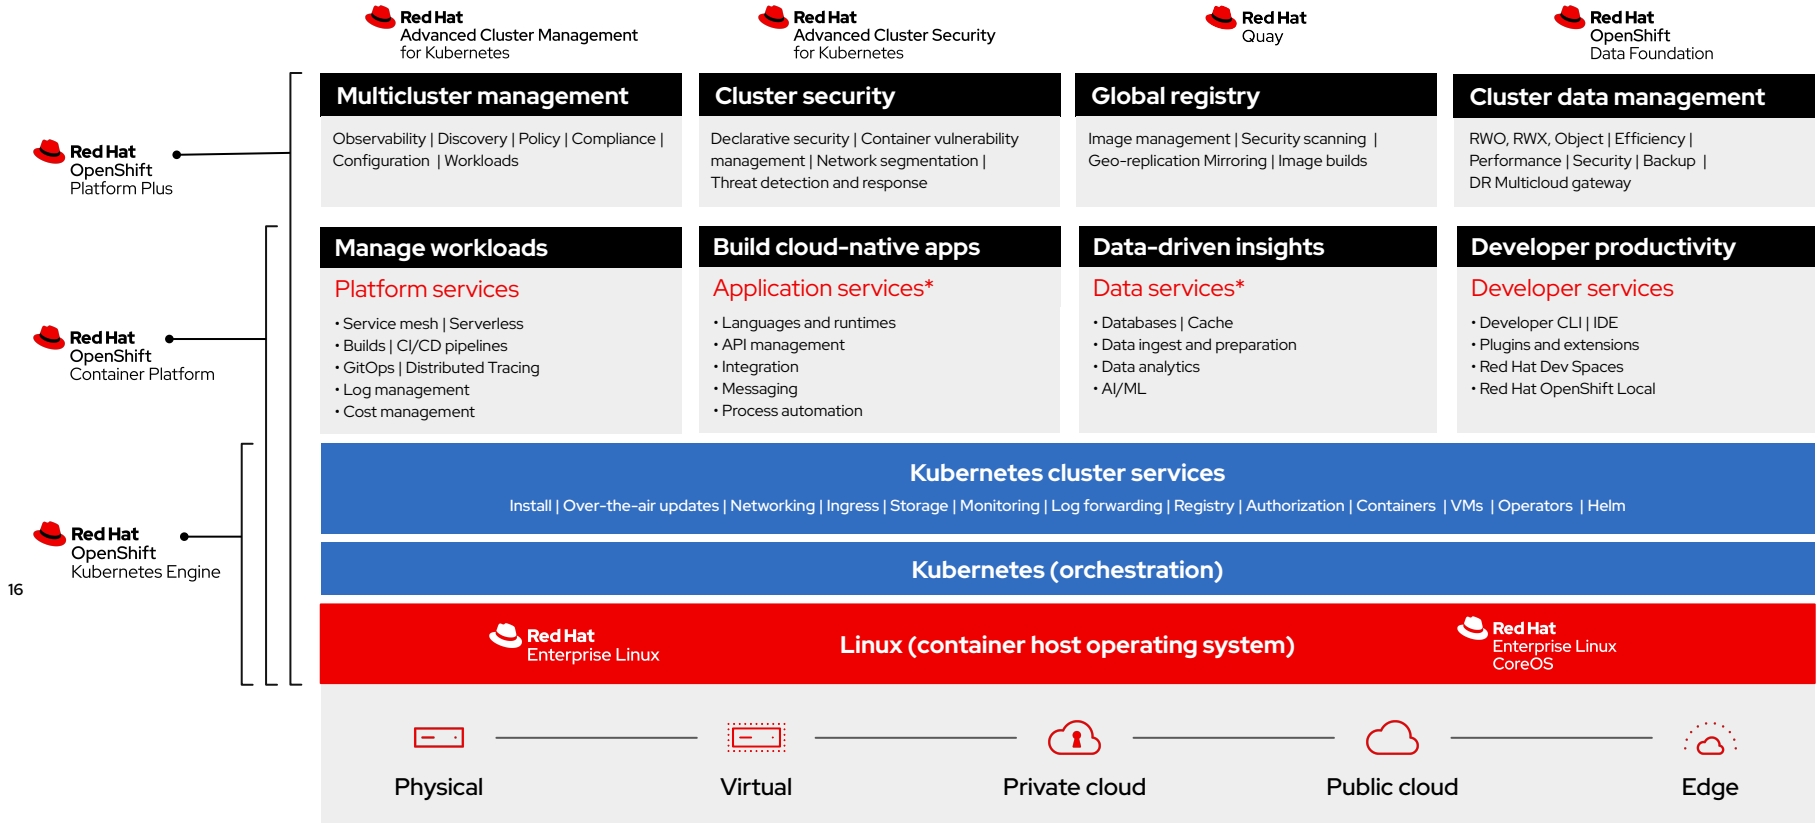 Red Hat
Advanced Cluster Management
for Kubernetes
Red Hat
Advanced Cluster Security
for Kubernetes
Red Hat
Quay
Red Hat
OpenShift
Data Foundation
Red Hat
OpenShift
Platform Plus
Multicluster management
Observability | Discovery | Policy | Compliance |
Configuration | Workloads
Cluster security
Declarative security | Container vulnerability
management | Network segmentation |
Threat detection and response
Global registry
Image management | Security scanning |
Geo-replication Mirroring | Image builds
Cluster data management
RWO, RWX, Object | Efficiency |
Performance | Security | Backup |
DR Multicloud gateway
Red Hat
OpenShift
Container Platform
Manage workloads
Platform services
• Service mesh | Serverless
• Builds | CI/CD pipelines
• GitOps | Distributed Tracing
• Log management
• Cost management
Build cloud-native apps
Application services*
• Languages and runtimes
• API management
• Integration
• Messaging
• Process automation
Data-driven insights
Data services*
• Databases | Cache
• Data ingest and preparation
• Data analytics
• AI/ML
Developer productivity
Developer services
• Developer CLI | IDE
• Plugins and extensions
• Red Hat Dev Spaces
• Red Hat OpenShift Local
Red Hat
OpenShift
Kubernetes Engine
Kubernetes cluster services
Install | Over-the-air updates | Networking | Ingress | Storage | Monitoring | Log forwarding | Registry | Authorization | Containers | VMs | Operators | Helm
Kubernetes (orchestration)
16
Red Hat
Enterprise Linux
Linux (container host operating system)
Red Hat
Enterprise Linux
CoreOS
Physical
Virtual
Private cloud
Public cloud
Edge